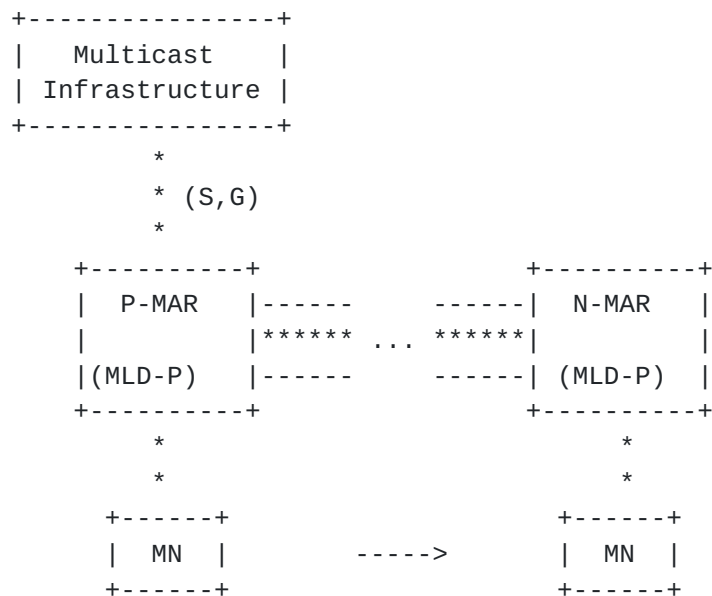 +----------------+
|   Multicast    |
| Infrastructure |
+----------------+
         *
         * (S,G)
         *
    +----------+                 +----------+
    |  P-MAR   |------     ------|  N-MAR   |
    |          |****** ... ******|          |
    |(MLD-P)   |------     ------| (MLD-P)  |
    +----------+                 +----------+
         *                             *
         *                             *
      +------+                     +------+
      |  MN  |        ----->       |  MN  |
      +------+                     +------+